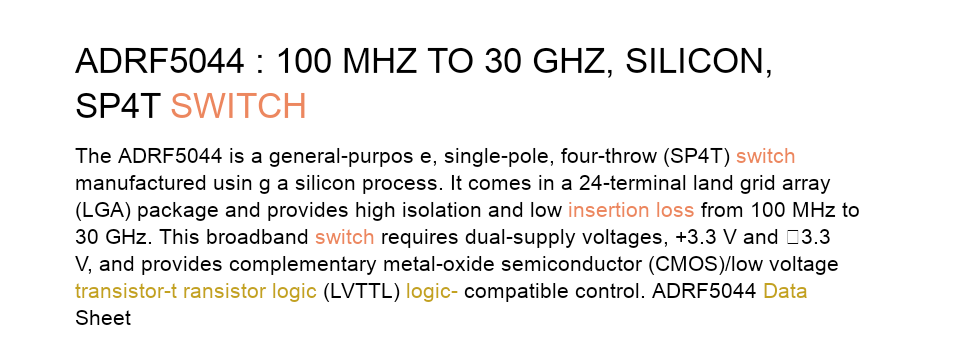 ADRF5044 : 100 MHZ TO 30 GHZ, SILICON,
SP4T SWITCH
The ADRF5044 is a general-purpos e, single-pole, four-throw (SP4T) switch
manufactured usin g a silicon process. It comes in a 24-terminal land grid array
(LGA) package and provides high isolation and low insertion loss from 100 MHz to
30 GHz. This broadband switch requires dual-supply voltages, +3.3 V and □3.3
V, and provides complementary metal-oxide semiconductor (CMOS)/low voltage
transistor-t ransistor logic (LVTTL) logic- compatible control. ADRF5044 Data
Sheet